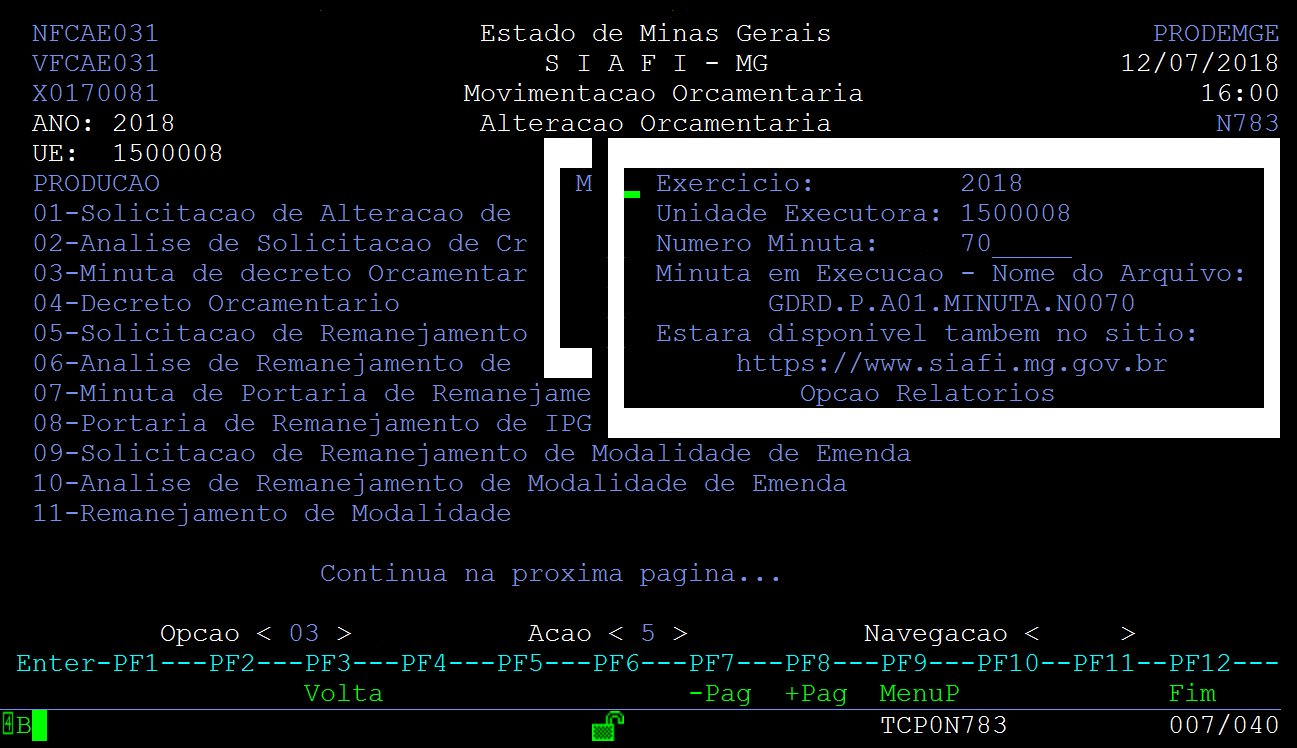 NFCAE031 Estado de Minas Gerais PRODEMGE
VFCAE031 S I A F I - MG 12/07/2018
X0170081 Movimentacao Orcamentaria 16:00
ANO: 2018 Alteracao Orcamentaria N783
UE: 1500008
PRODUCAO M Exercicio: 2018
01-Solicitacao de Alteracao de Unidade Executora: 1500008
02-Analise de Solicitacao de Cr Numero Minuta: 70_____
03-Minuta de decreto Orcamentar Minuta em Execucao - Nome do Arquivo:
04-Decreto Orcamentario GDRD.P.A01.MINUTA.N0070
05-Solicitacao de Remanejamento Estara disponivel tambem no sitio:
06-Analise de Remanejamento de https://www.siafi.mg.gov.br
07-Minuta de Portaria de Remanejame Opcao Relatorios
08-Portaria de Remanejamento de IPG
09-Solicitacao de Remanejamento de Modalidade de Emenda
10-Analise de Remanejamento de Modalidade de Emenda
11-Remanejamento de Modalidade
Continua na proxima pagina...
Opcao < 03 > Acao < 5 > Navegacao < >
Enter-PF1---PF2---PF3---PF4---PF5---PF6---PF7---PF8---PF9---PF10--PF11--PF12---
Volta -Pag +Pag MenuP Fim
4B TCP0N783 007/040